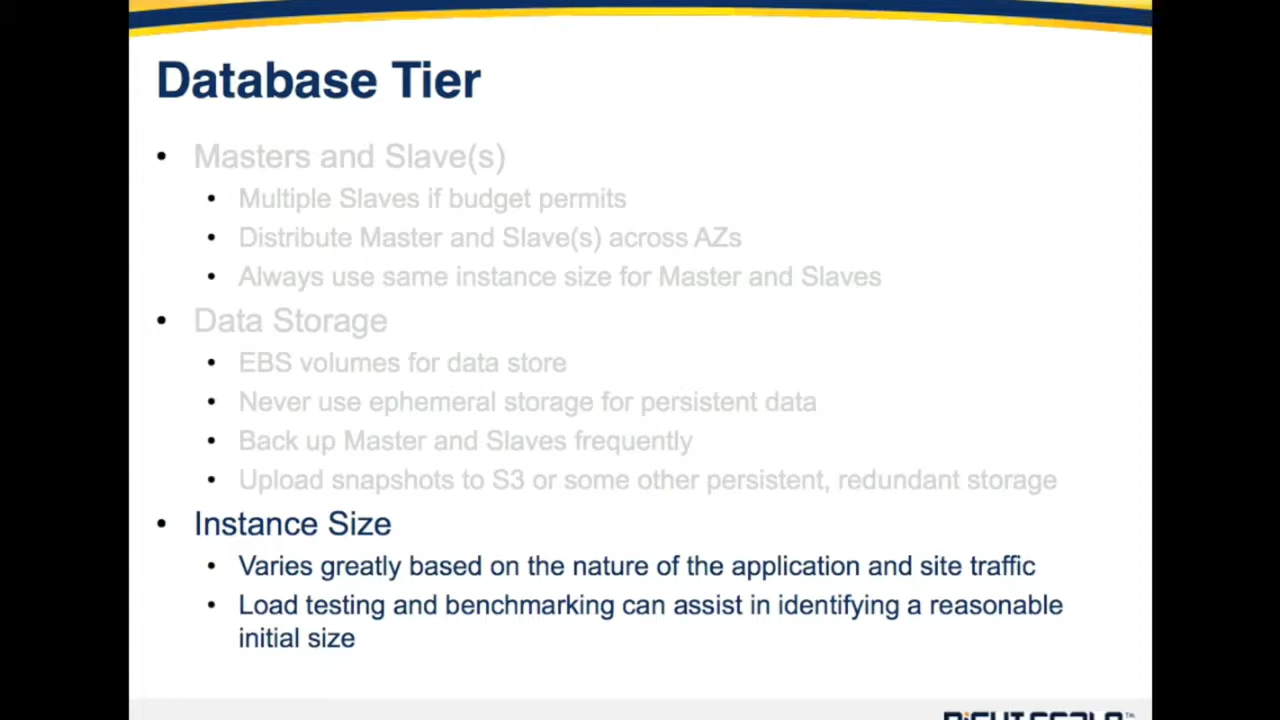 Database Tier
• Masters and Slave(s)
• Multiple Slaves if budget permits
• Distribute Master and Slave(s) across AZs
• Always use same instance size for Master and Slaves
• Data Storage
• EBS volumes for data store
• Never use ephemeral storage for persistent data
• Back up Master and Slaves frequently
• Upload snapshots to S3 or some other persistent, redundant storage
• Instance Size
• Varies greatly based on the nature of the application and site traffic
• Load testing and benchmarking can assist in identifying a reasonable
initial size
RIGHTSCALE™